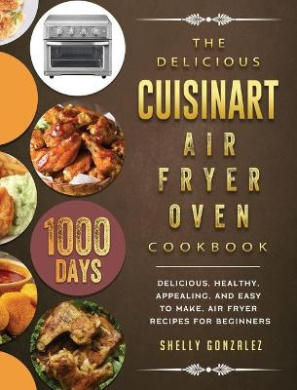 THE
DELICIOUS
CUISINART
AIR
FRYER
OVEN
COOKBOOK
1000
DAYS
DELICIOUS, HEALTHY,
APPEALING, AND EASY
TO MAKE, AIR FRYER
RECIPES FOR BEGINNERS
SHELLY GONZALEZ